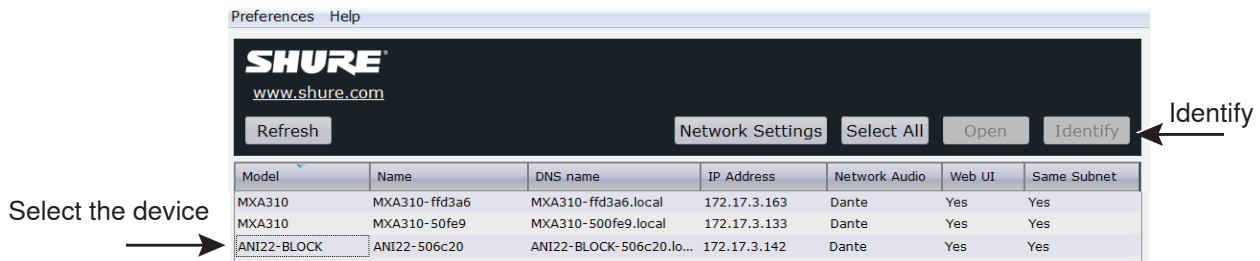 Preferences Help
SHURE®
www.shure.com
Refresh Network Settings Select All Open Identify
Identify
Model Name DNS name IP Address Network Audio Web UI Same Subnet
MXA310 MXA310-ffd3a6 MXA310-ffd3a6.local 172.17.3.163 Dante Yes Yes
Select the device
MXA310 MXA310-50fe9 MXA310-500fe9.local 172.17.3.133 Dante Yes Yes
ANI22-BLOCK ANI22-506c20 ANI22-BLOCK-506c20.lo... 172.17.3.142 Dante Yes Yes